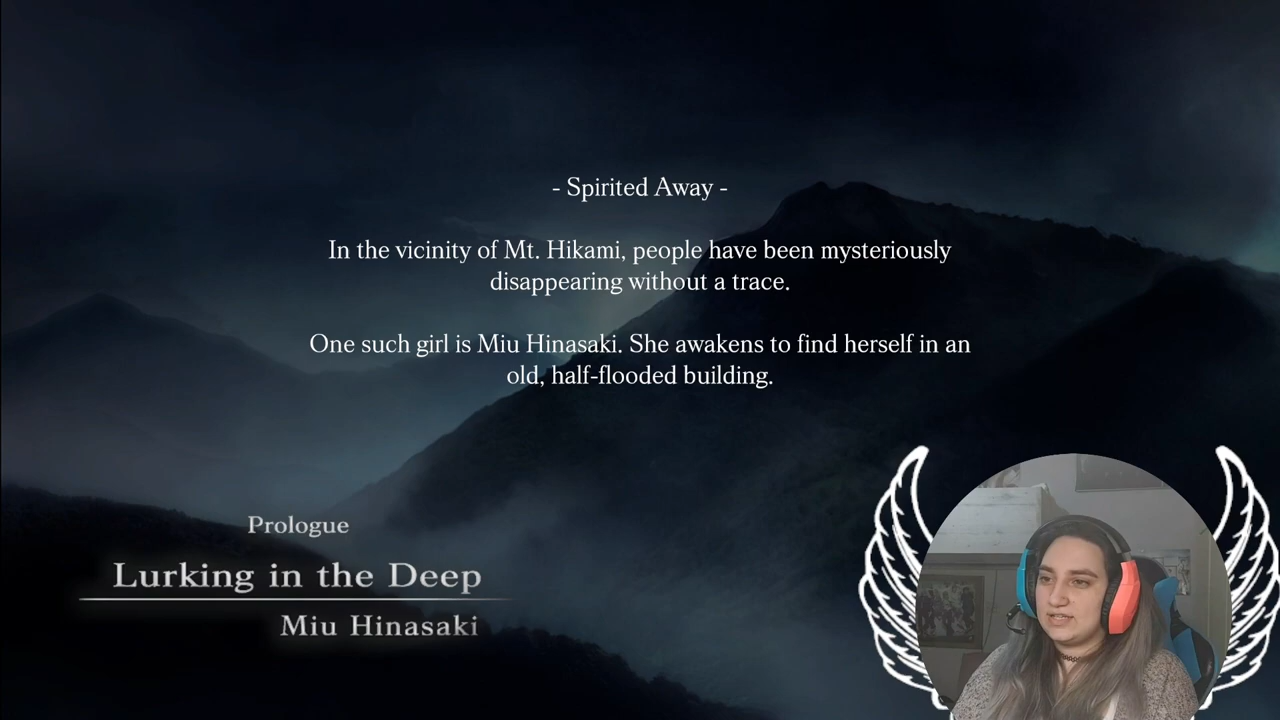 - Spirited Away -
In the vicinity of Mt. Hikami, people have been mysteriously
disappearing without a trace.
One such girl is Miu Hinasaki. She awakens to find herself in an
old, half-flooded building.
Prologue
Lurking in the Deep
Miu Hinasaki